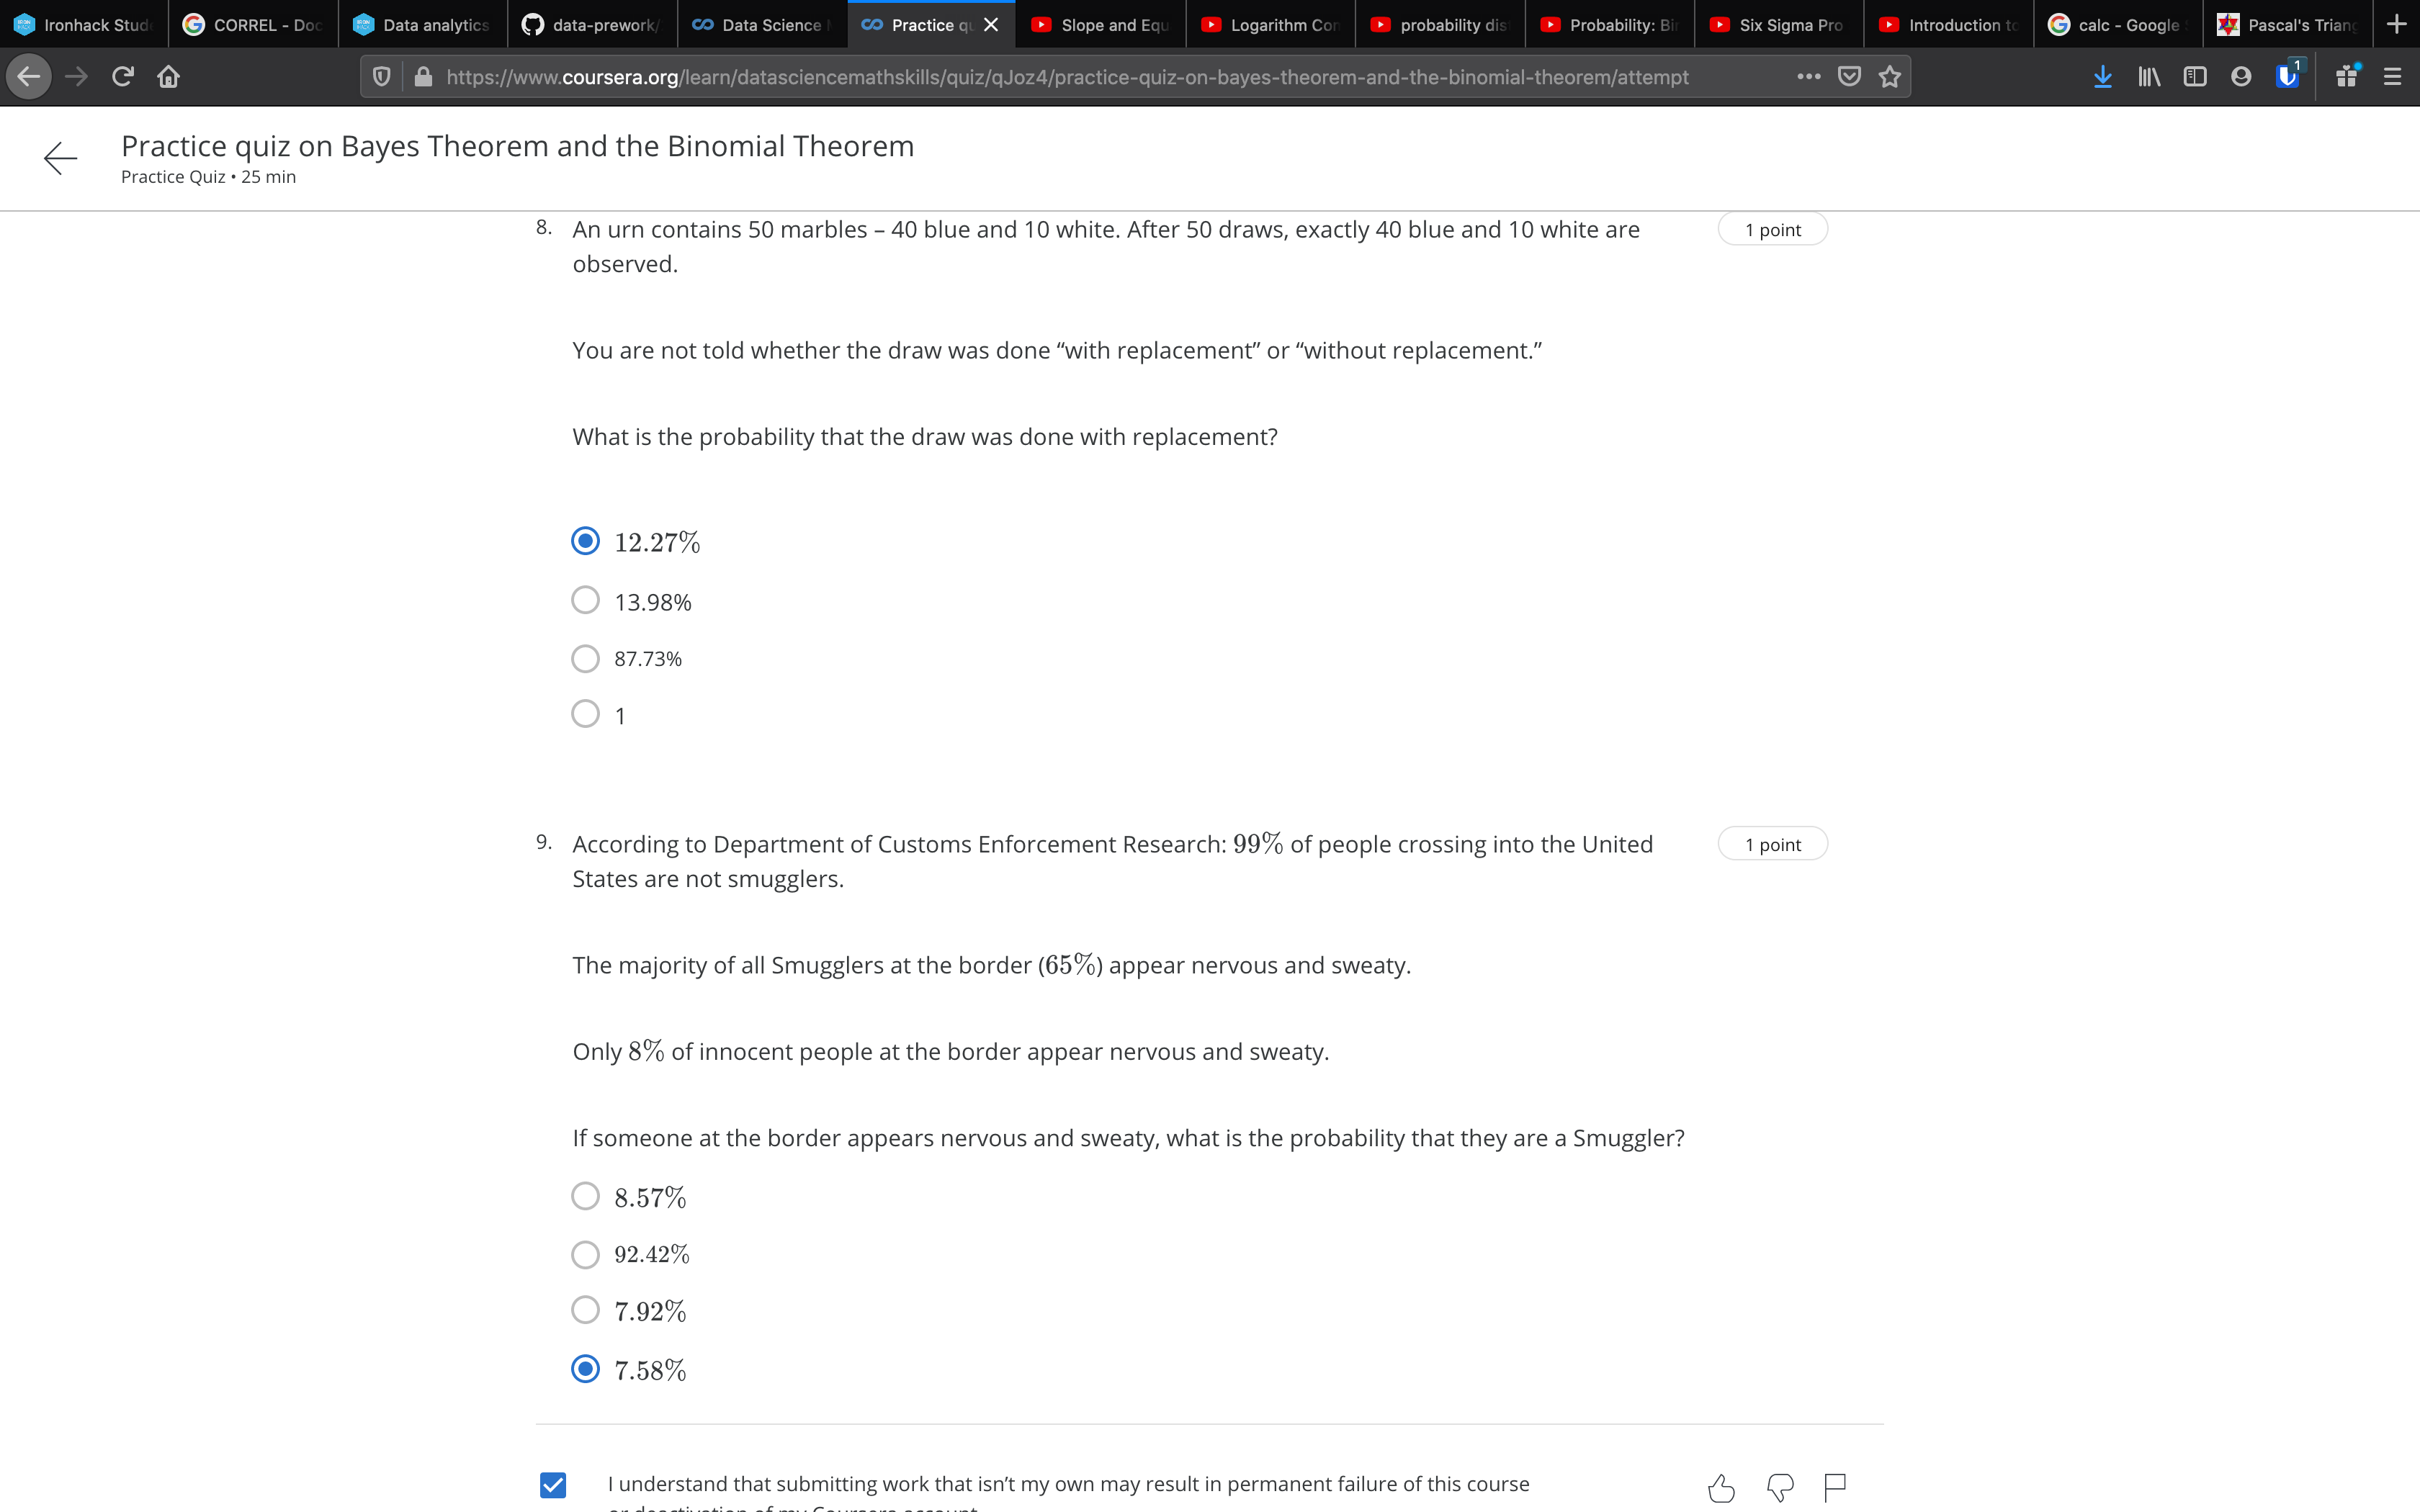 Ironhack Stud
CORREL - Doc
Data analytics
data-prework/
Data Science M
Practice qu
Slope and Equ
Logarithm Con
probability dis
Probability: Bin
Six Sigma Pro
Introduction to
calc - Google S
Pascal's Triang
https://www.coursera.org/learn/datasciencemathskills/quiz/qJoz4/practice-quiz-on-bayes-theorem-and-the-binomial-theorem/attempt
1
Practice quiz on Bayes Theorem and the Binomial Theorem
Practice Quiz • 25 min
8. An urn contains 50 marbles – 40 blue and 10 white. After 50 draws, exactly 40 blue and 10 white are
observed.
1 point
You are not told whether the draw was done “with replacement” or “without replacement.”
What is the probability that the draw was done with replacement?
12.27%
13.98%
87.73%
1
9. According to Department of Customs Enforcement Research: 99% of people crossing into the United
States are not smugglers.
1 point
The majority of all Smugglers at the border (65%) appear nervous and sweaty.
Only 8% of innocent people at the border appear nervous and sweaty.
If someone at the border appears nervous and sweaty, what is the probability that they are a Smuggler?
8.57%
92.42%
7.92%
7.58%
I understand that submitting work that isn’t my own may result in permanent failure of this course
or deactivation of my Coursera account.